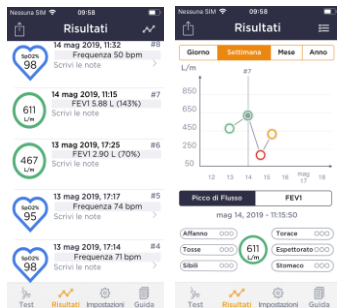 Nessuna SIM 09:58
Risultati
14 mag 2019, 11:32 #8
SpO2% 98
Frequenza 50 bpm
Scrivi le note
14 mag 2019, 11:15 #7
611 L/m
FEV1 5.88 L (143%)
Scrivi le note
13 mag 2019, 17:25 #6
467 L/m
FEV1 2.90 L (70%)
Scrivi le note
13 mag 2019, 17:17 #5
SpO2% 95
Frequenza 74 bpm
Scrivi le note
13 mag 2019, 17:14 #4
SpO2% 98
Frequenza 71 bpm
Scrivi le note
Test Risultati Impostazioni Guida
Nessuna SIM 09:58
Risultati
Giorno Settimana Mese Anno
L/m
#7
850
650
450
250
50
12 13 14 15 16 mag 17 18
Picco di Flusso FEV1
mag 14, 2019 - 11:15:50
Affanno Torace
Tosse 611 L/m Espettorato
Sibili Stomaco
Test Risultati Impostazioni Guida